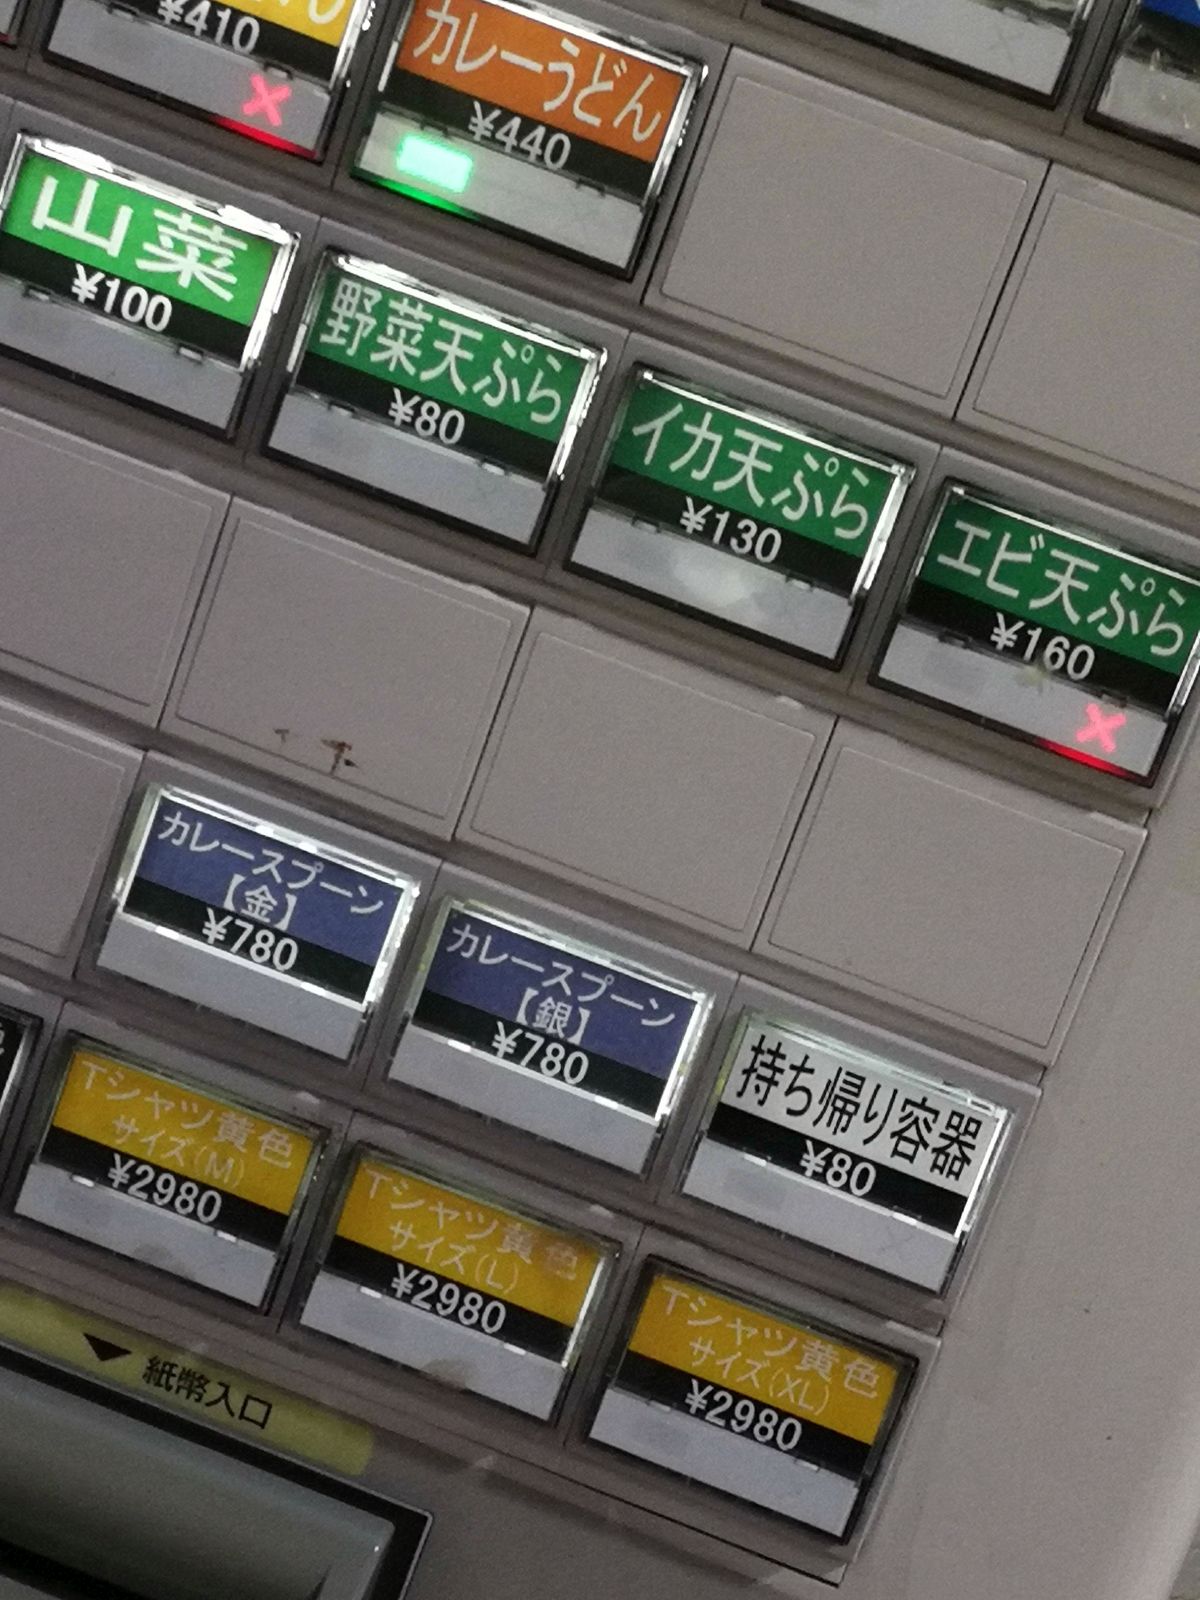 ¥410
カレーうどん
¥440
山菜
¥100
野菜天ぷら
¥80
イカ天ぷら
¥130
エビ天ぷら
¥160
カレースプーン
【金】
¥780
カレースプーン
【銀】
¥780
持ち帰り容器
¥80
Tシャツ黄色
サイズ(M)
¥2980
Tシャツ黄色
サイズ(L)
¥2980
Tシャツ黄色
サイズ(XL)
¥2980
紙幣入口